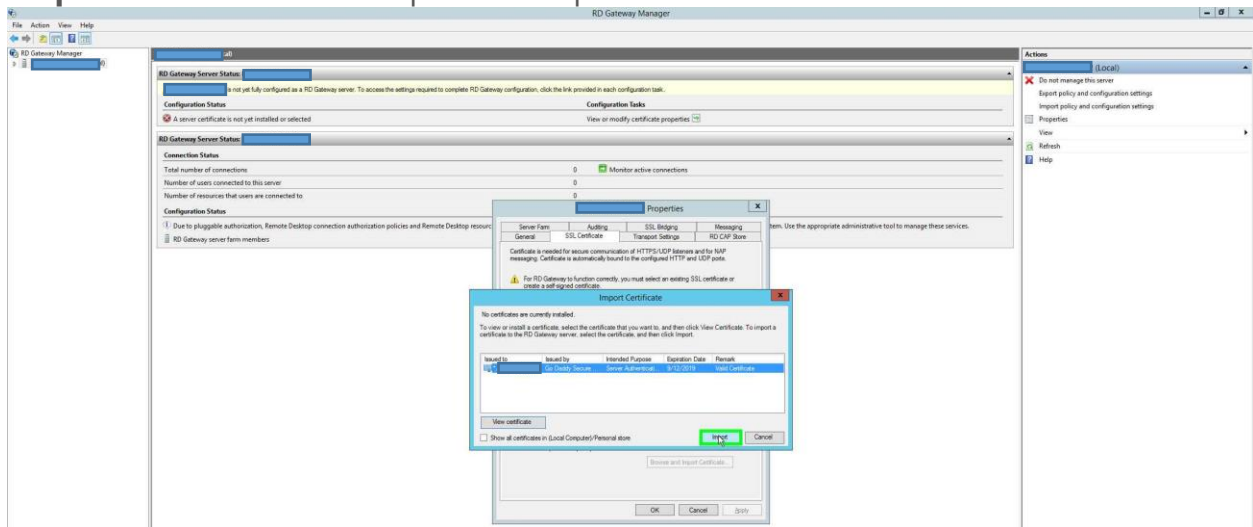 RD Gateway Manager
File Action View Help
RD Gateway Manager
RD Gateway Server Status:
is not yet fully configured as a RD Gateway server. To access the settings required to complete RD Gateway configuration, click the link provided in each configuration task.
Configuration Status Configuration Tasks
A server certificate is not yet installed or selected View or modify certificate properties
RD Gateway Server Status:
Connection Status
Total number of connections 0 Monitor active connections
Number of users connected to this server 0
Number of resources that users are connected to 0
Configuration Status
Due to pluggable authorization, Remote Desktop connection authorization policies and Remote Desktop resourc
tem. Use the appropriate administrative tool to manage these services.
RD Gateway server farm members
Properties
Server Farm Auditing SSL Bridging Messaging
General SSL Certificate Transport Settings RD CAP Store
Certificate is needed for secure communication of HTTPS/UDP listeners and for NAP
messaging. Certificate is automatically bound to the configured HTTP and UDP ports.
For RD Gateway to function correctly, you must select an existing SSL certificate or
create a self-signed certificate.
Import Certificate
No certificates are currently installed.
To view or install a certificate, select the certificate that you want to, and then click View Certificate. To import a
certificate to the RD Gateway server, select the certificate, and then click Import.
Issued to Issued by Intended Purpose Expiration Date Remark
Go Daddy Secure Server Authenticat... 9/12/2019 Valid Certificate
View certificate
Show all certificates in (Local Computer)/Personal store
Import Cancel
Browse and Import Certificate...
OK Cancel Apply
Actions
(Local)
Do not manage this server
Export policy and configuration settings
Import policy and configuration settings
Properties
View
Refresh
Help